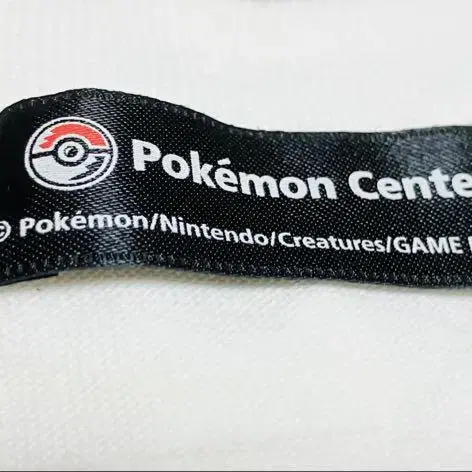 Pokémon Cente
© Pokémon/Nintendo/Creatures/GAME